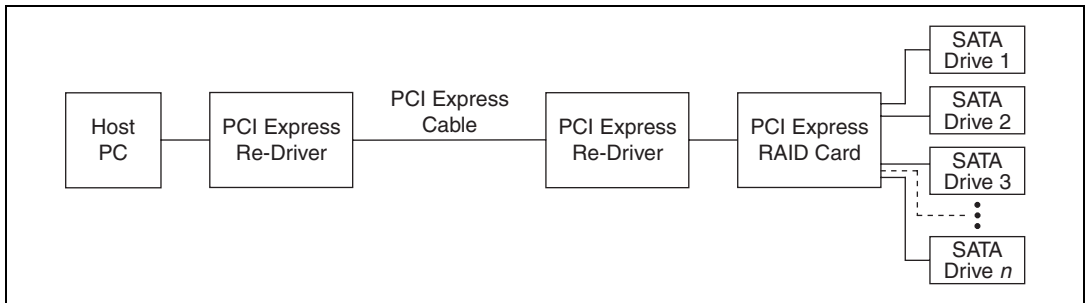 Host
PC
PCI Express
Re-Driver
PCI Express
Cable
PCI Express
Re-Driver
PCI Express
RAID Card
SATA
Drive 1
SATA
Drive 2
SATA
Drive 3
SATA
Drive n